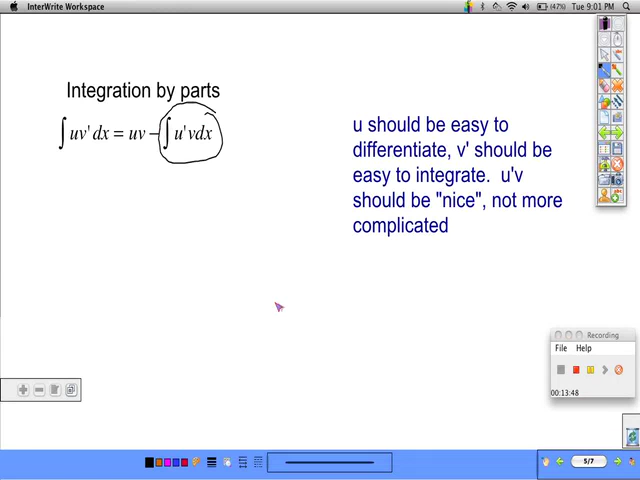 InterWrite Workspace
(47%) Tue 9:01 PM
Integration by parts
∫ uv' dx = uv − ∫ u'vdx
u should be easy to
differentiate, v' should be
easy to integrate. u'v
should be "nice", not more
complicated
Recording
File Help
00:13:48
5/7